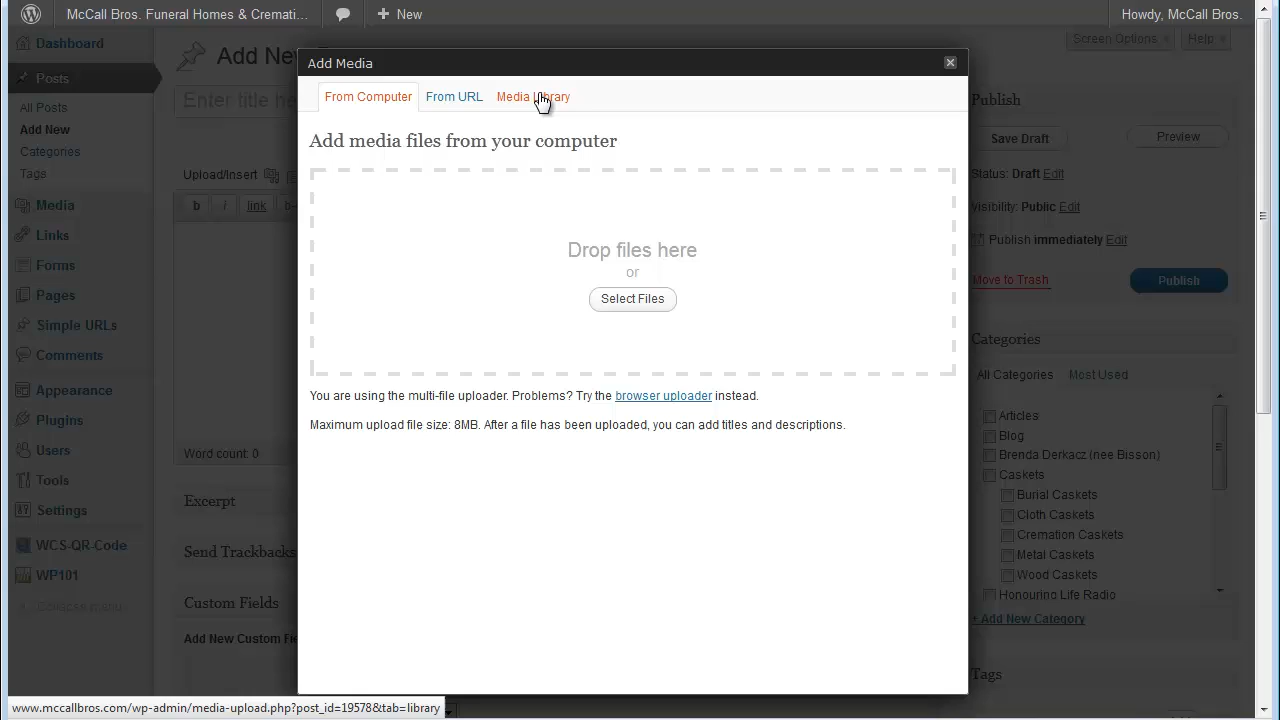 McCall Bros. Funeral Homes & Cremati...
New
Howdy, McCall Bros.
Dashboard
Posts
All Posts
Add New
Categories
Tags
Media
Links
Forms
Pages
Simple URLs
Comments
Appearance
Plugins
Users
Tools
Settings
WCS-QR-Code
WP101
Collapse menu
Screen Options
Help
Add New
Enter title he
Upload/Insert
b
i
link
b-
Word count: 0
Excerpt
Send Trackbacks
Custom Fields
Add New Custom Fie
Add Media
From Computer
From URL
Media Library
Add media files from your computer
Drop files here
or
Select Files
You are using the multi-file uploader. Problems? Try the browser uploader instead.
Maximum upload file size: 8MB. After a file has been uploaded, you can add titles and descriptions.
Publish
Save Draft
Preview
Status: Draft Edit
Visibility: Public Edit
Publish immediately Edit
Move to Trash
Publish
Categories
All Categories
Most Used
Articles
Blog
Brenda Derkacz (nee Bisson)
Caskets
Burial Caskets
Cloth Caskets
Cremation Caskets
Metal Caskets
Wood Caskets
Honouring Life Radio
+ Add New Category
Tags
www.mccallbros.com/wp-admin/media-upload.php?post_id=19578&tab=library